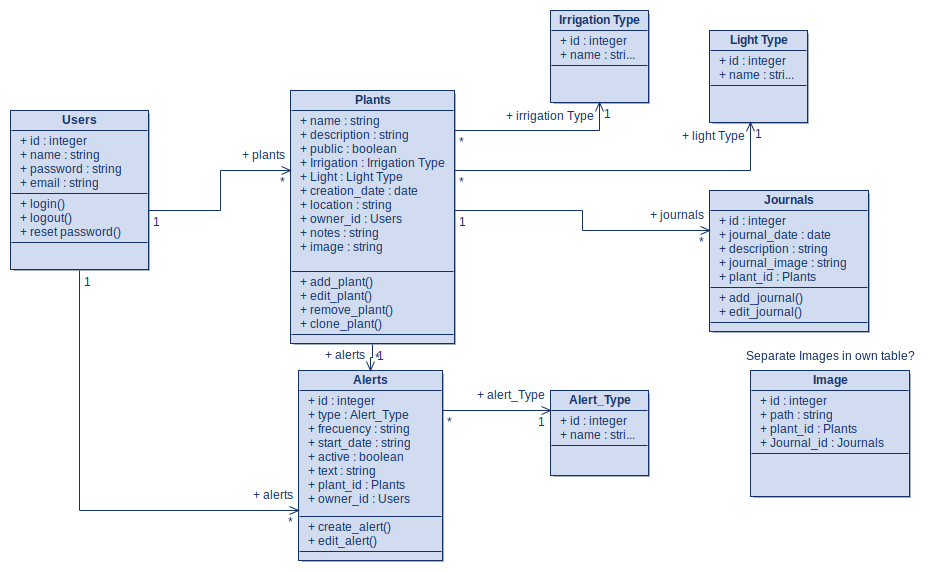 Users
+ id : integer
+ name : string
+ password : string
+ email : string
+ login()
+ logout()
+ reset password()
1
1
+ plants
*
Plants
+ name : string
+ description : string
+ public : boolean
+ Irrigation : Irrigation Type
+ Light : Light Type
+ creation_date : date
+ location : string
+ owner_id : Users
+ notes : string
+ image : string
+ add_plant()
+ edit_plant()
+ remove_plant()
+ clone_plant()
*
*
1
Irrigation Type
+ id : integer
+ name : stri...
+ irrigation Type
1
Light Type
+ id : integer
+ name : stri...
+ light Type
1
+ journals
*
Journals
+ id : integer
+ journal_date : date
+ description : string
+ journal_image : string
+ plant_id : Plants
+ add_journal()
+ edit_journal()
+ alerts
*
1
Alerts
+ id : integer
+ type : Alert_Type
+ frecuency : string
+ start_date : string
+ active : boolean
+ text : string
+ plant_id : Plants
+ owner_id : Users
+ create_alert()
+ edit_alert()
+ alerts
*
*
+ alert_Type
1
Alert_Type
+ id : integer
+ name : stri...
Separate Images in own table?
Image
+ id : integer
+ path : string
+ plant_id : Plants
+ Journal_id : Journals